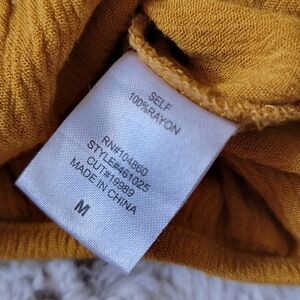 SELF
100%RAYON
RN#104860
STYLE#461025
CUT#19989
MADE IN CHINA
M